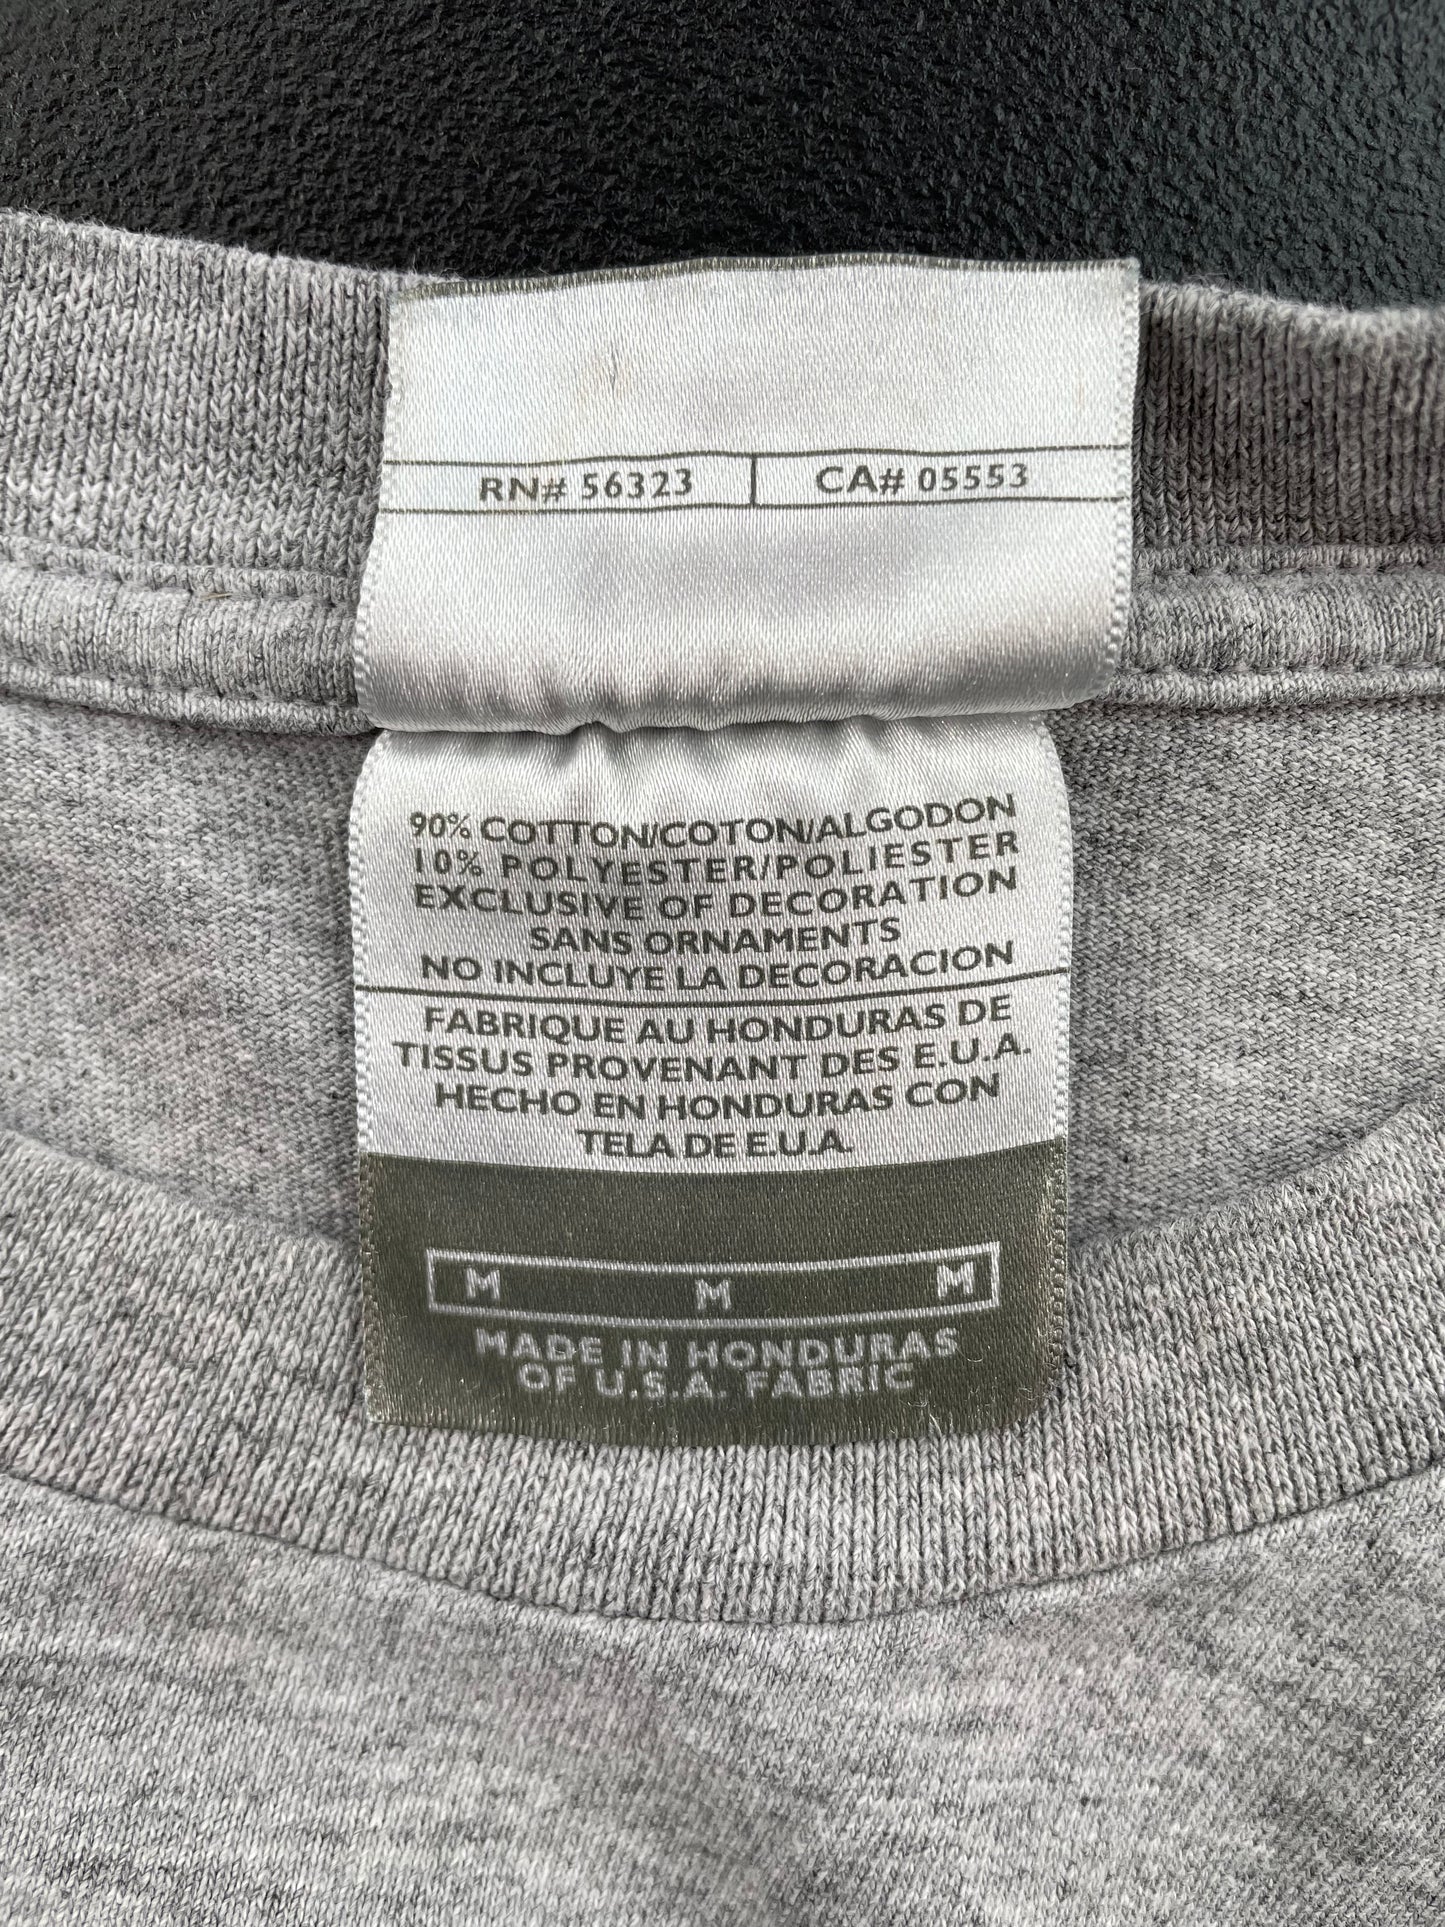 RN# 56323 CA# 05553
90% COTTON/COTON/ALGODON
10% POLYESTER/POLIESTER
EXCLUSIVE OF DECORATION
SANS ORNAMENTS
NO INCLUYE LA DECORACION
FABRIQUE AU HONDURAS DE
TISSUS PROVENANT DES E.U.A.
HECHO EN HONDURAS CON
TELA DE E.U.A.
M M M
MADE IN HONDURAS
OF U.S.A. FABRIC